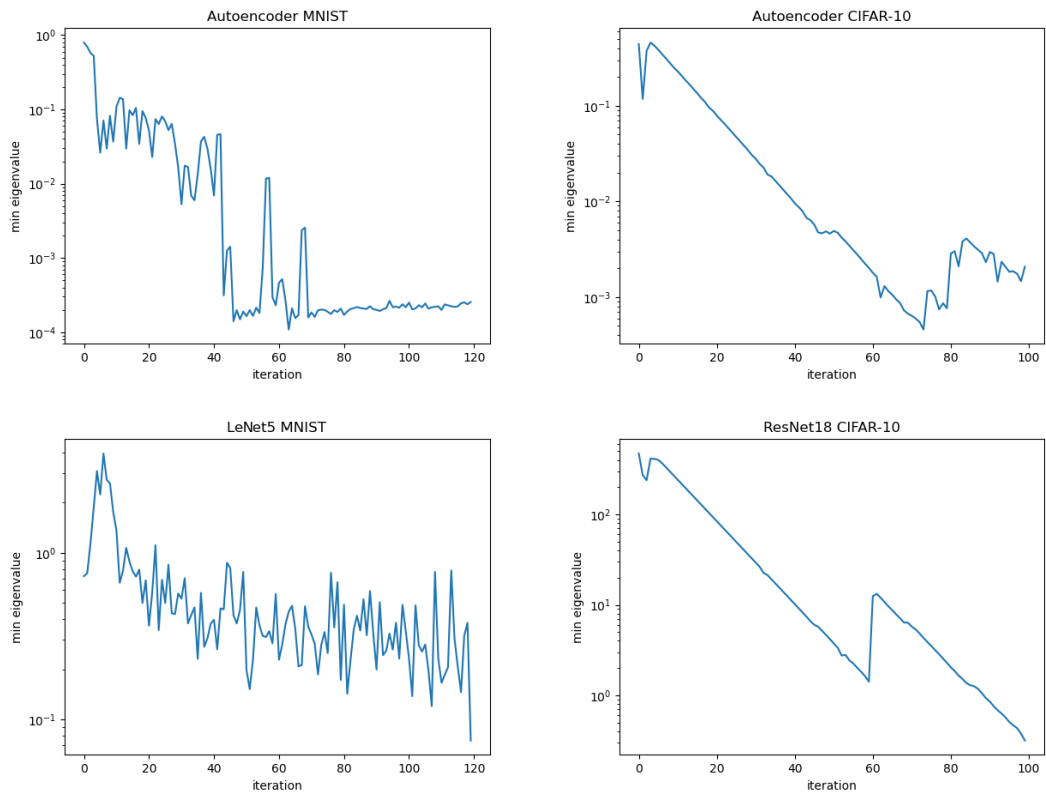 Autoencoder MNIST
10^0
10^-1
10^-2
10^-3
10^-4
min eigenvalue
0 20 40 60 80 100 120
iteration
Autoencoder CIFAR-10
10^-1
10^-2
10^-3
min eigenvalue
0 20 40 60 80 100
iteration
LeNet5 MNIST
10^0
10^-1
min eigenvalue
0 20 40 60 80 100 120
iteration
ResNet18 CIFAR-10
10^2
10^1
10^0
min eigenvalue
0 20 40 60 80 100
iteration